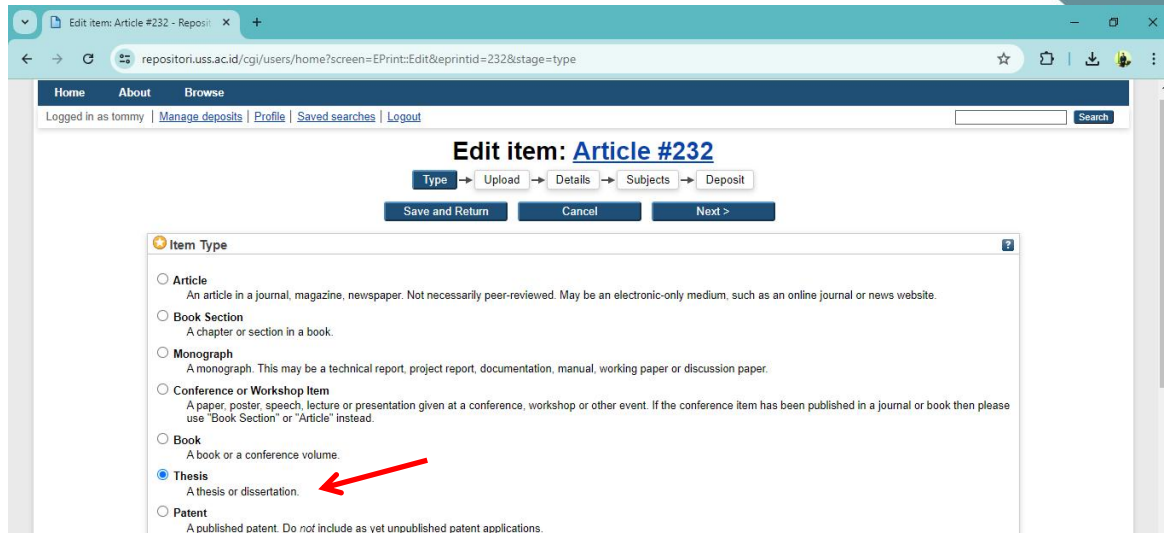 Edit item: Article #232 - Reposit
repositori.uss.ac.id/cgi/users/home?screen=EPrint::Edit&eprintid=232&stage=type
Home About Browse
Logged in as tommy | Manage deposits | Profile | Saved searches | Logout
Search
Edit item: Article #232
Type → Upload → Details → Subjects → Deposit
Save and Return Cancel Next >
Item Type ?
Article
An article in a journal, magazine, newspaper. Not necessarily peer-reviewed. May be an electronic-only medium, such as an online journal or news website.
Book Section
A chapter or section in a book.
Monograph
A monograph. This may be a technical report, project report, documentation, manual, working paper or discussion paper.
Conference or Workshop Item
A paper, poster, speech, lecture or presentation given at a conference, workshop or other event. If the conference item has been published in a journal or book then please
use "Book Section" or "Article" instead.
Book
A book or a conference volume.
Thesis
A thesis or dissertation.
Patent
A published patent. Do not include as yet unpublished patent applications.